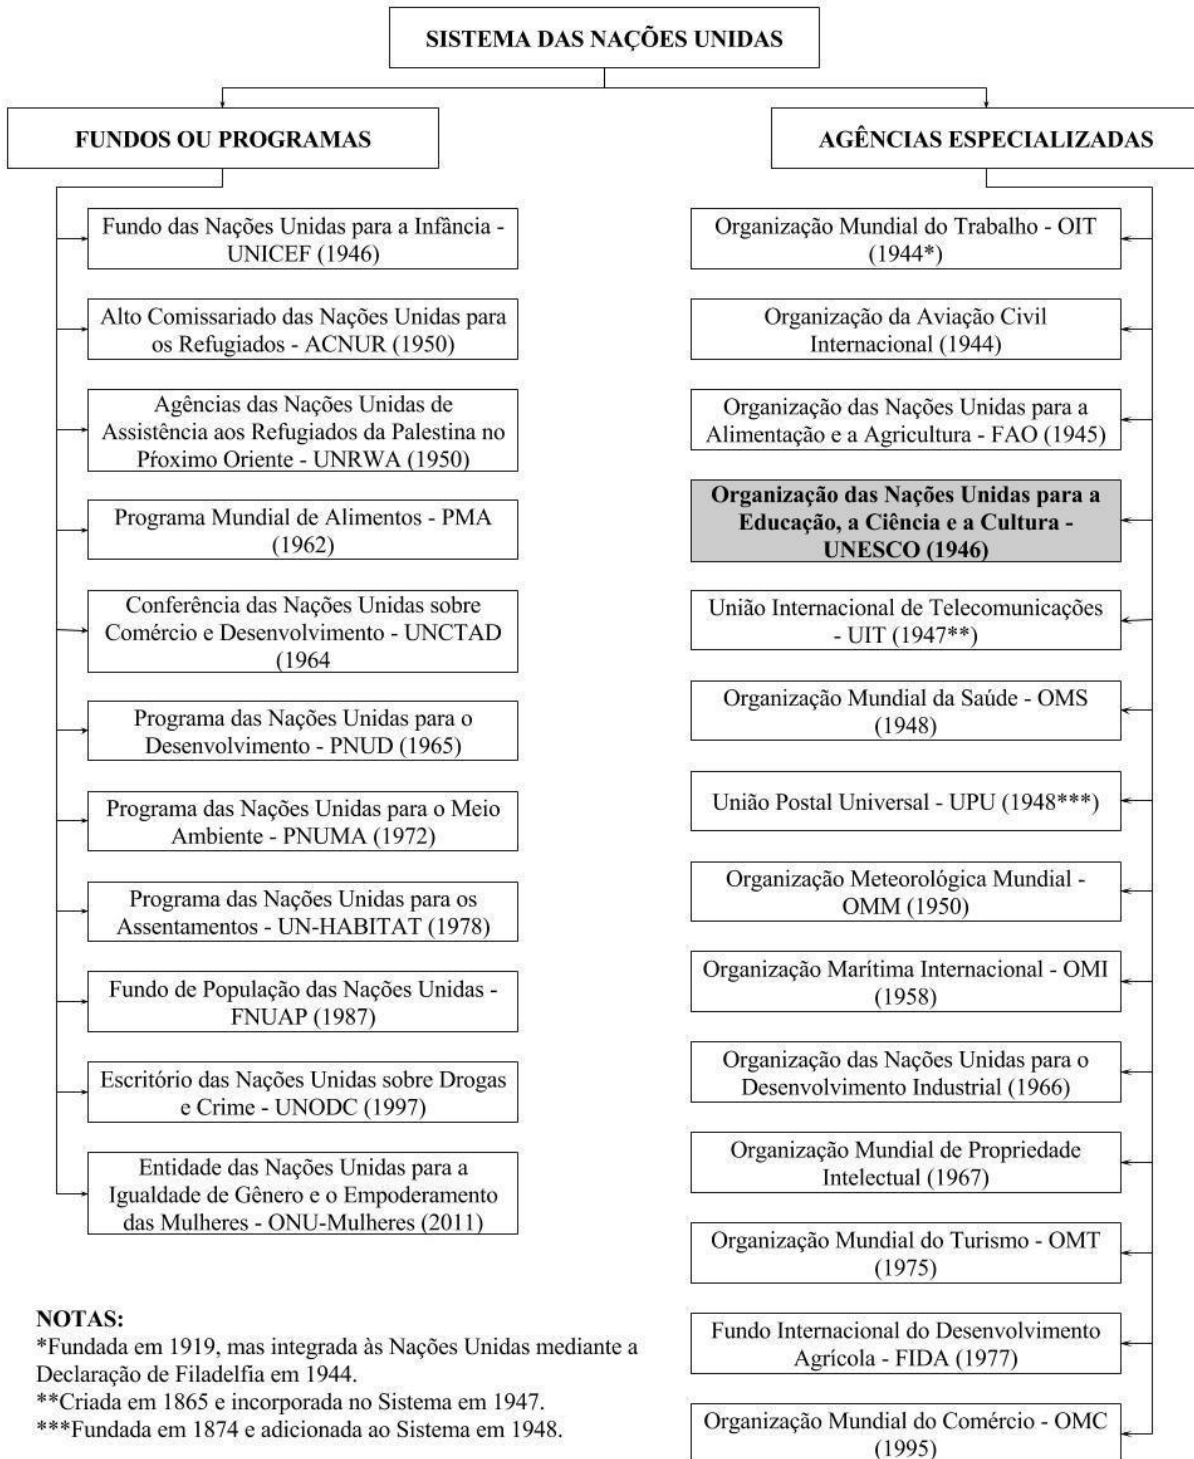 SISTEMA DAS NAÇÕES UNIDAS
FUNDOS OU PROGRAMAS
Fundo das Nações Unidas para a Infância -
UNICEF (1946)
Alto Comissariado das Nações Unidas para
os Refugiados - ACNUR (1950)
Agências das Nações Unidas de
Assistência aos Refugiados da Palestina no
Pŕoximo Oriente - UNRWA (1950)
Programa Mundial de Alimentos - PMA
(1962)
Conferência das Nações Unidas sobre
Comércio e Desenvolvimento - UNCTAD
(1964
Programa das Nações Unidas para o
Desenvolvimento - PNUD (1965)
Programa das Nações Unidas para o Meio
Ambiente - PNUMA (1972)
Programa das Nações Unidas para os
Assentamentos - UN-HABITAT (1978)
Fundo de População das Nações Unidas -
FNUAP (1987)
Escritório das Nações Unidas sobre Drogas
e Crime - UNODC (1997)
Entidade das Nações Unidas para a
Igualdade de Gênero e o Empoderamento
das Mulheres - ONU-Mulheres (2011)
AGÊNCIAS ESPECIALIZADAS
Organização Mundial do Trabalho - OIT
(1944*)
Organização da Aviação Civil
Internacional (1944)
Organização das Nações Unidas para a
Alimentação e a Agricultura - FAO (1945)
Organização das Nações Unidas para a
Educação, a Ciência e a Cultura -
UNESCO (1946)
União Internacional de Telecomunicações
- UIT (1947**)
Organização Mundial da Saúde - OMS
(1948)
União Postal Universal - UPU (1948***)
Organização Meteorológica Mundial -
OMM (1950)
Organização Marítima Internacional - OMI
(1958)
Organização das Nações Unidas para o
Desenvolvimento Industrial (1966)
Organização Mundial de Propriedade
Intelectual (1967)
Organização Mundial do Turismo - OMT
(1975)
Fundo Internacional do Desenvolvimento
Agrícola - FIDA (1977)
Organização Mundial do Comércio - OMC
(1995)
NOTAS:
*Fundada em 1919, mas integrada às Nações Unidas mediante a
Declaração de Filadelfia em 1944.
**Criada em 1865 e incorporada no Sistema em 1947.
***Fundada em 1874 e adicionada ao Sistema em 1948.